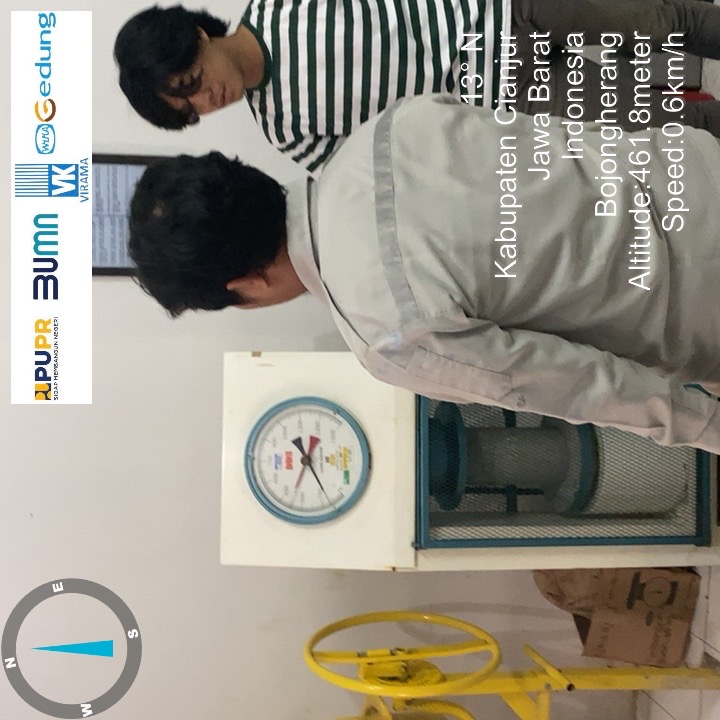 N
E
W
S
PUPR
SIGAP MEMBANGUN NEGERI
BUMN
VK
VIRAMA
WIKA Gedung
13° N
Kabupaten Cianjur
Jawa Barat
Indonesia
Bojongherang
Altitude:461.8meter
Speed:0.6km/h